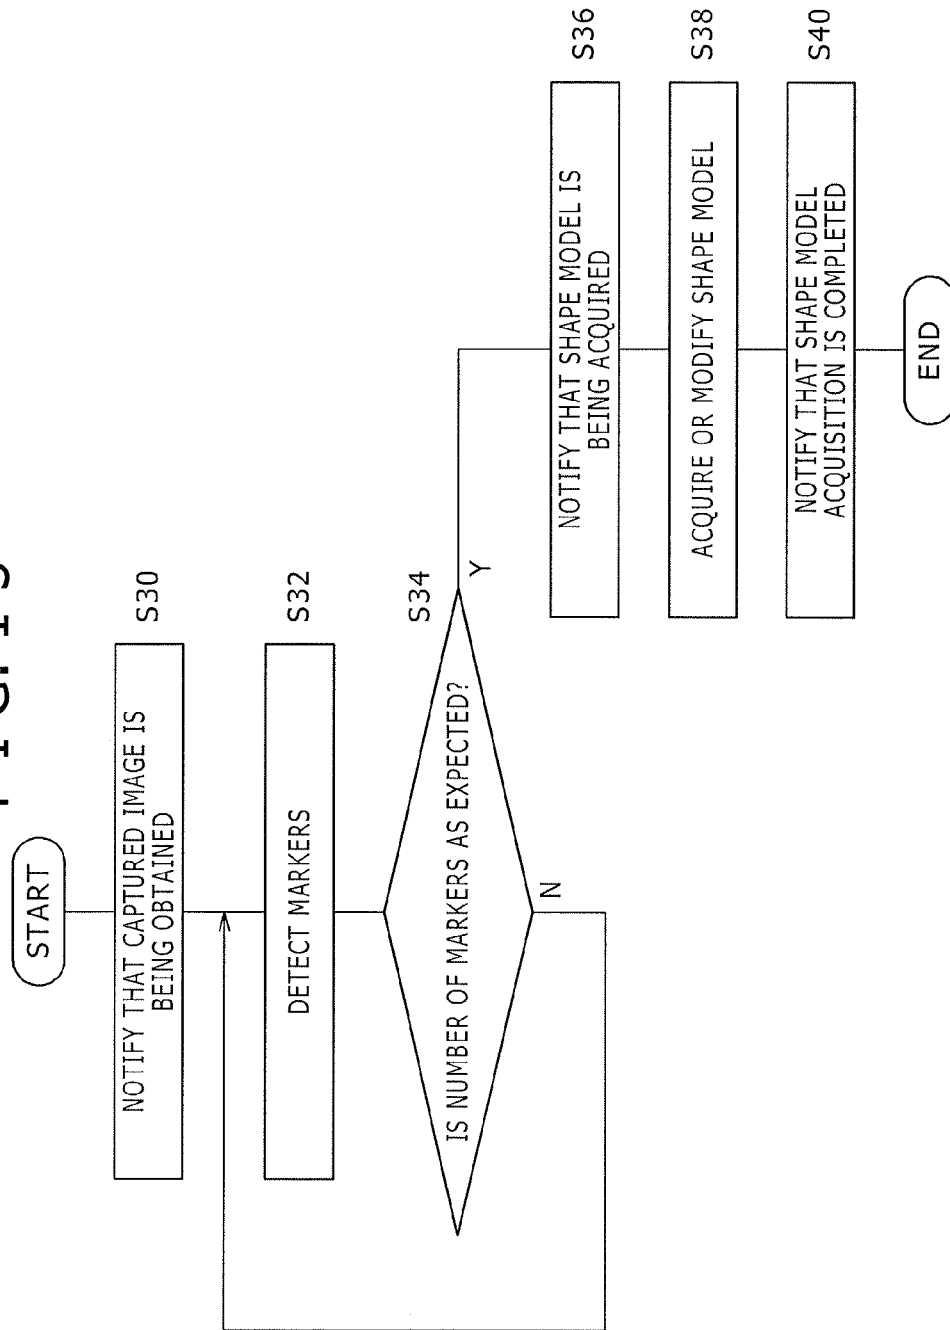 START
NOTIFY THAT CAPTURED IMAGE IS
BEING OBTAINED
S30
DETECT MARKERS
S32
IS NUMBER OF MARKERS AS EXPECTED?
S34
Y
N
NOTIFY THAT SHAPE MODEL IS
BEING ACQUIRED
S36
ACQUIRE OR MODIFY SHAPE MODEL
S38
NOTIFY THAT SHAPE MODEL
ACQUISITION IS COMPLETED
S40
END